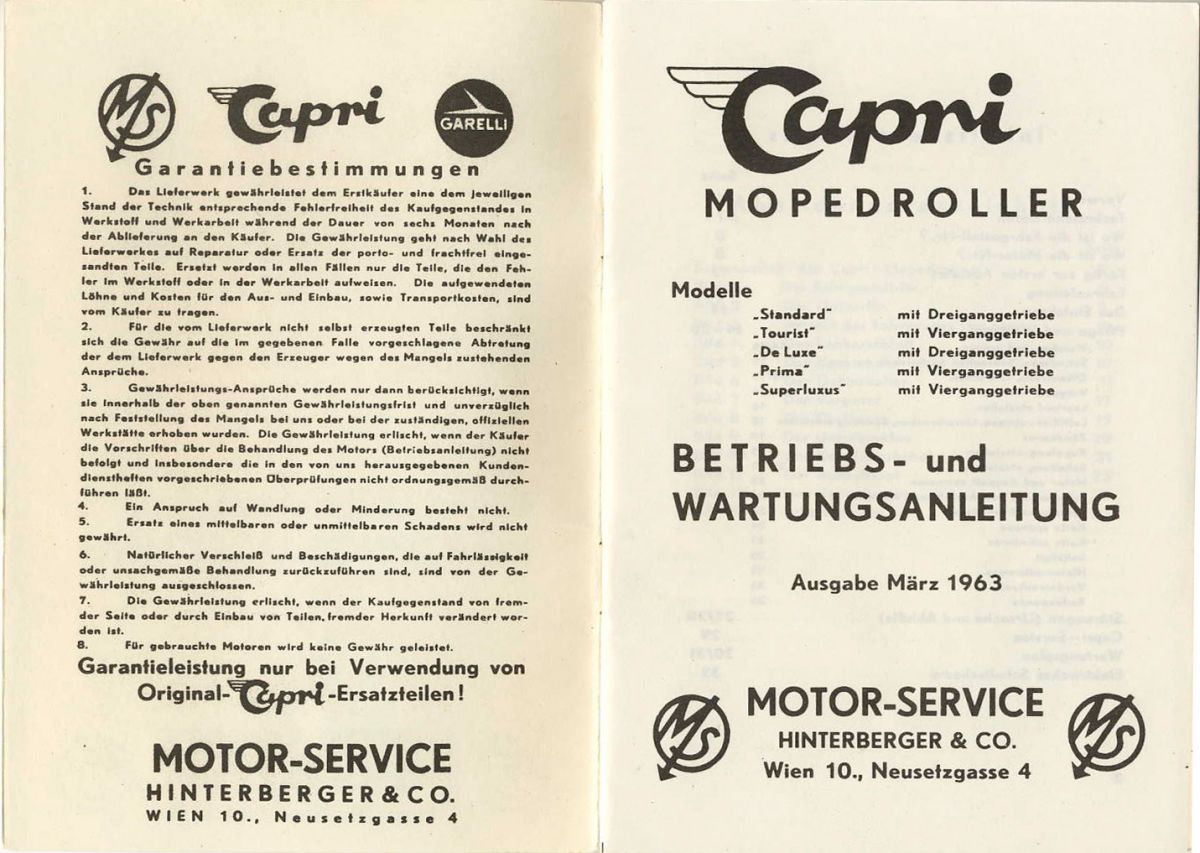 MS Capri GARELLI
Garantiebestimmungen
1. Das Lieferwerk gewährleistet dem Erstkäufer eine dem jeweiligen
Stand der Technik entsprechende Fehlerfreiheit des Kaufgegenstandes in
Werkstoff und Werkarbeit während der Dauer von sechs Monaten nach
der Ablieferung an den Käufer. Die Gewährleistung geht nach Wahl des
Lieferwerkes auf Reparatur oder Ersatz der porto- und frachtfrei einge-
sandten Teile. Ersetzt werden in allen Fällen nur die Teile, die den Feh-
ler im Werkstoff oder in der Werkarbeit aufweisen. Die aufgewendeten
Löhne und Kosten für den Aus- und Einbau, sowie Transportkosten, sind
vom Käufer zu tragen.
2. Für die vom Lieferwerk nicht selbst erzeugten Teile beschränkt
sich die Gewähr auf die im gegebenen Falle vorgeschlagene Abtretung
der dem Lieferwerk gegen den Erzeuger wegen des Mangels zustehenden
Ansprüche.
3. Gewährleistungs-Ansprüche werden nur dann berücksichtigt, wenn
sie innerhalb der oben genannten Gewährleistungsfrist und unverzüglich
nach Feststellung des Mangels bei uns oder bei der zuständigen, offiziellen
Werkstätte erhoben wurden. Die Gewährleistung erlischt, wenn der Käufer
die Vorschriften über die Behandlung des Motors (Betriebsanleitung) nicht
befolgt und insbesondere die in den von uns herausgegebenen Kunden-
dienstheften vorgeschriebenen Überprüfungen nicht ordnungsgemäß durch-
führen läßt.
4. Ein Anspruch auf Wandlung oder Minderung besteht nicht.
5. Ersatz eines mittelbaren oder unmittelbaren Schadens wird nicht
gewährt.
6. Natürlicher Verschleiß und Beschädigungen, die auf Fahrlässigkeit
oder unsachgemäße Behandlung zurückzuführen sind, sind von der Ge-
währleistung ausgeschlossen.
7. Die Gewährleistung erlischt, wenn der Kaufgegenstand von frem-
der Seite oder durch Einbau von Teilen, fremder Herkunft verändert wor-
den ist.
8. Für gebrauchte Motoren wird keine Gewähr geleistet.
Garantieleistung nur bei Verwendung von
Original-Capri-Ersatzteilen!
MOTOR-SERVICE
HINTERBERGER & CO.
WIEN 10., Neusetzgasse 4
Capri
MOPEDROLLER
Modelle
„Standard" mit Dreiganggetriebe
„Tourist" mit Vierganggetriebe
„De Luxe" mit Dreiganggetriebe
„Prima" mit Vierganggetriebe
„Superluxus" mit Vierganggetriebe
BETRIEBS- und
WARTUNGSANLEITUNG
Ausgabe März 1963
MS MOTOR-SERVICE MS
HINTERBERGER & CO.
Wien 10., Neusetzgasse 4